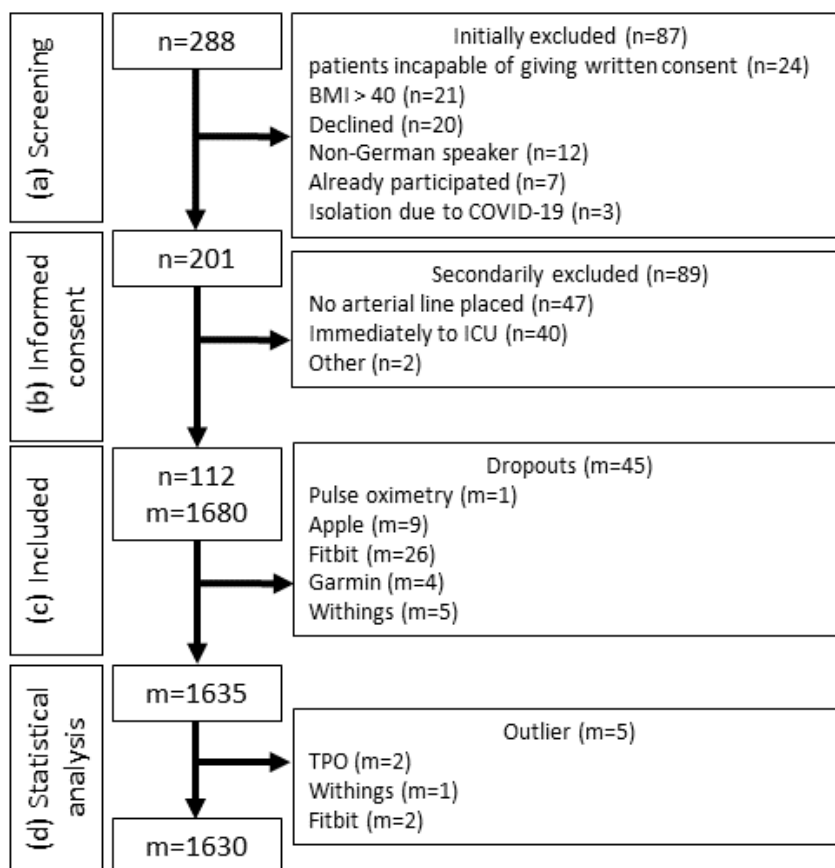 (a) Screening
n=288
Initially excluded (n=87)
patients incapable of giving written consent (n=24)
BMI > 40 (n=21)
Declined (n=20)
Non-German speaker (n=12)
Already participated (n=7)
Isolation due to COVID-19 (n=3)
(b) Informed
consent
n=201
Secondarily excluded (n=89)
No arterial line placed (n=47)
Immediately to ICU (n=40)
Other (n=2)
(c) Included
n=112
m=1680
Dropouts (m=45)
Pulse oximetry (m=1)
Apple (m=9)
Fitbit (m=26)
Garmin (m=4)
Withings (m=5)
(d) Statistical
analysis
m=1635
Outlier (m=5)
TPO (m=2)
Withings (m=1)
Fitbit (m=2)
m=1630